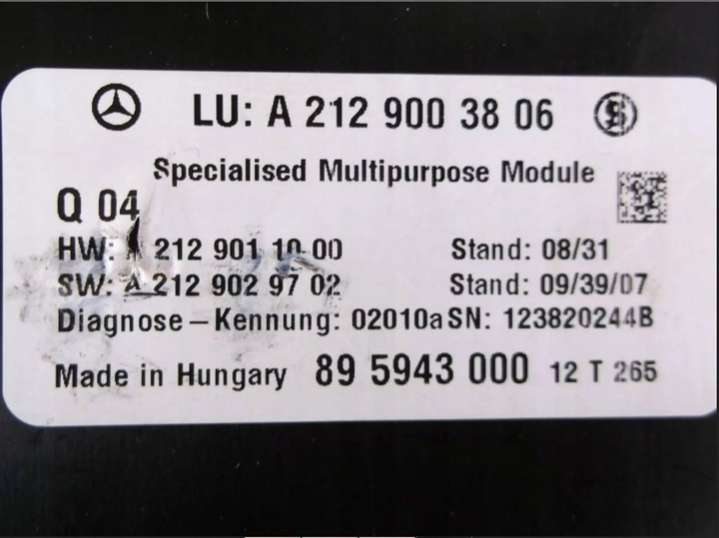 LU: A 212 900 38 06
Specialised Multipurpose Module
Q 04
HW: A 212 901 10 00 Stand: 08/31
SW: A 212 902 97 02 Stand: 09/39/07
Diagnose – Kennung: 02010a SN: 123820244B
Made in Hungary 89 5943 000 12 T 265